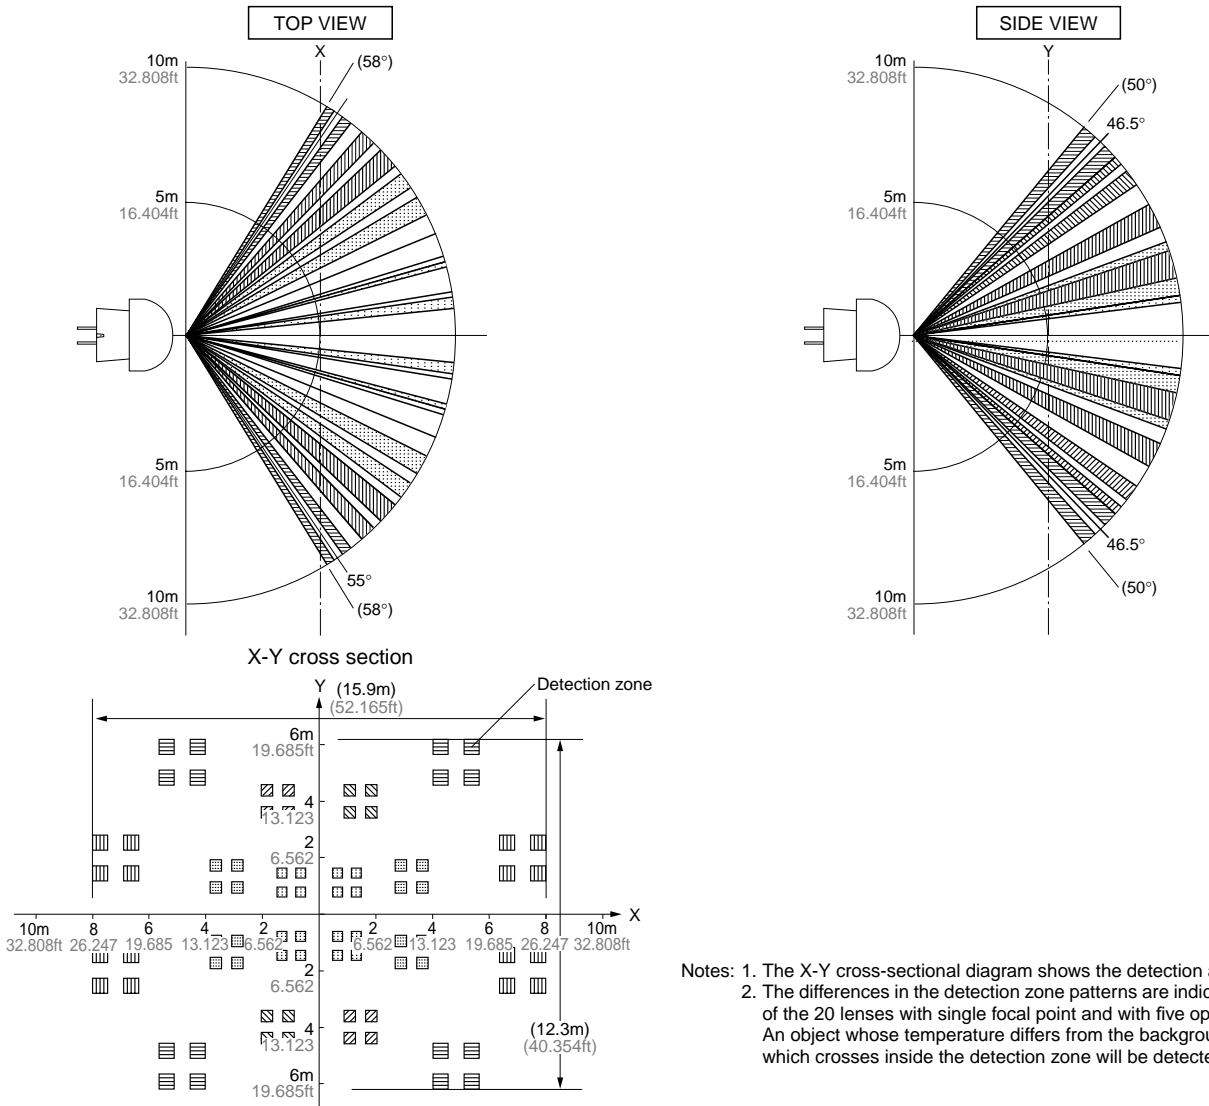 TOP VIEW
X
10m
32.808ft
(58°)
5m
16.404ft
5m
16.404ft
55°
10m
32.808ft
(58°)
SIDE VIEW
Y
10m
32.808ft
(50°)
46.5°
5m
16.404ft
5m
16.404ft
46.5°
10m
32.808ft
(50°)
X-Y cross section
Y
(15.9m)
(52.165ft)
Detection zone
6m
19.685ft
4
13.123
2
6.562
X
10m 8 6 4 2 2 4 6 8 10m
32.808ft 26.247 19.685 13.123 6.562 6.562 13.123 19.685 26.247 32.808ft
2
6.562
4
13.123
(12.3m)
(40.354ft)
6m
19.685ft
Notes: 1. The X-Y cross-sectional diagram shows the detection
2. The differences in the detection zone patterns are indic
of the 20 lenses with single focal point and with five op
An object whose temperature differs from the backgrou
which crosses inside the detection zone will be detecte